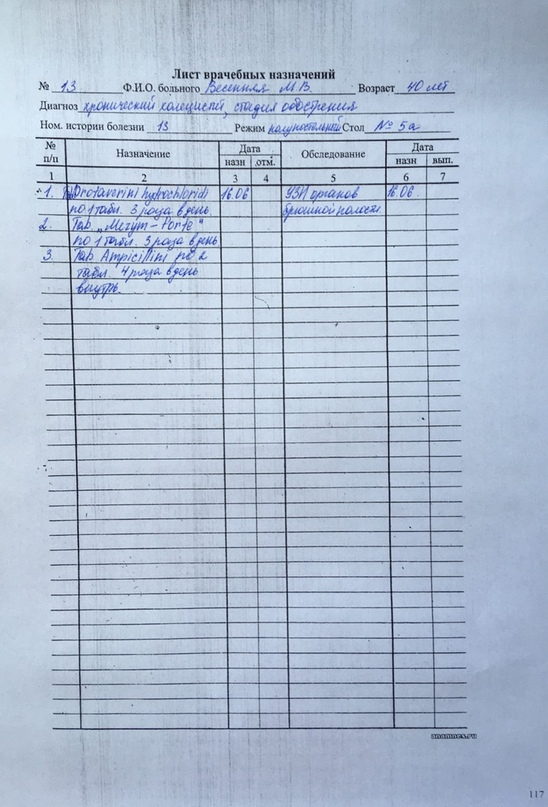 Лист врачебных назначений
№ 13 Ф.И.О. больного Весенняя М.В. Возраст 40 лет
Диагноз хронический холецистит, стадия обострения
Ном. истории болезни 13 Режим полупостельный Стол № 5а
№ п/п Назначение Дата Обследование Дата
назн .отм. назн вып.
1 2 3 4 5 6 7
1. Tab. Drotaverini hydrochloridi 16.06 УЗИ органов 16.06
по 1 табл. 3 раза в день брюшной полости
2. Tab. „Mezym-Forte"
по 1 табл. 3 раза в день
3. Tab. Ampicillini по 2
табл. 4 раза в день
внутрь.
anamnes.ru
117